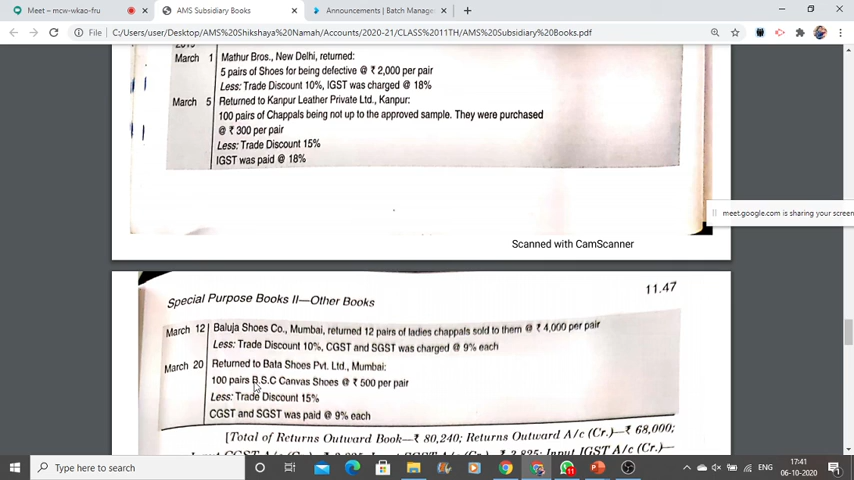 Meet – mcw-wkao-fru
AMS Subsidiary Books
Announcements | Batch Manage
File
C:/Users/user/Desktop/AMS%20Shikshaya%20Namah/Accounts/2020-21/CLASS%2011TH/AMS%20Subsidiary%20Books.pdf
March 1
Mathur Bros., New Delhi, returned:
5 pairs of Shoes for being defective @ ₹ 2,000 per pair
Less: Trade Discount 10%, IGST was charged @ 18%
March 5
Returned to Kanpur Leather Private Ltd., Kanpur:
100 pairs of Chappals being not up to the approved sample. They were purchased
@ ₹ 300 per pair
Less: Trade Discount 15%
IGST was paid @ 18%
meet.google.com is sharing your screen
Scanned with CamScanner
Special Purpose Books II—Other Books
11.47
March 12
Baluja Shoes Co., Mumbai, returned 12 pairs of ladies chappals sold to them @ ₹ 4,000 per pair
Less: Trade Discount 10%, CGST and SGST was charged @ 9% each
March 20
Returned to Bata Shoes Pvt. Ltd., Mumbai:
100 pairs B.S.C Canvas Shoes @ ₹ 500 per pair
Less: Trade Discount 15%
CGST and SGST was paid @ 9% each
[Total of Returns Outward Book—₹ 80,240; Returns Outward A/c (Cr.)—₹ 68,000;
Type here to search
ENG
17:41
06-10-2020